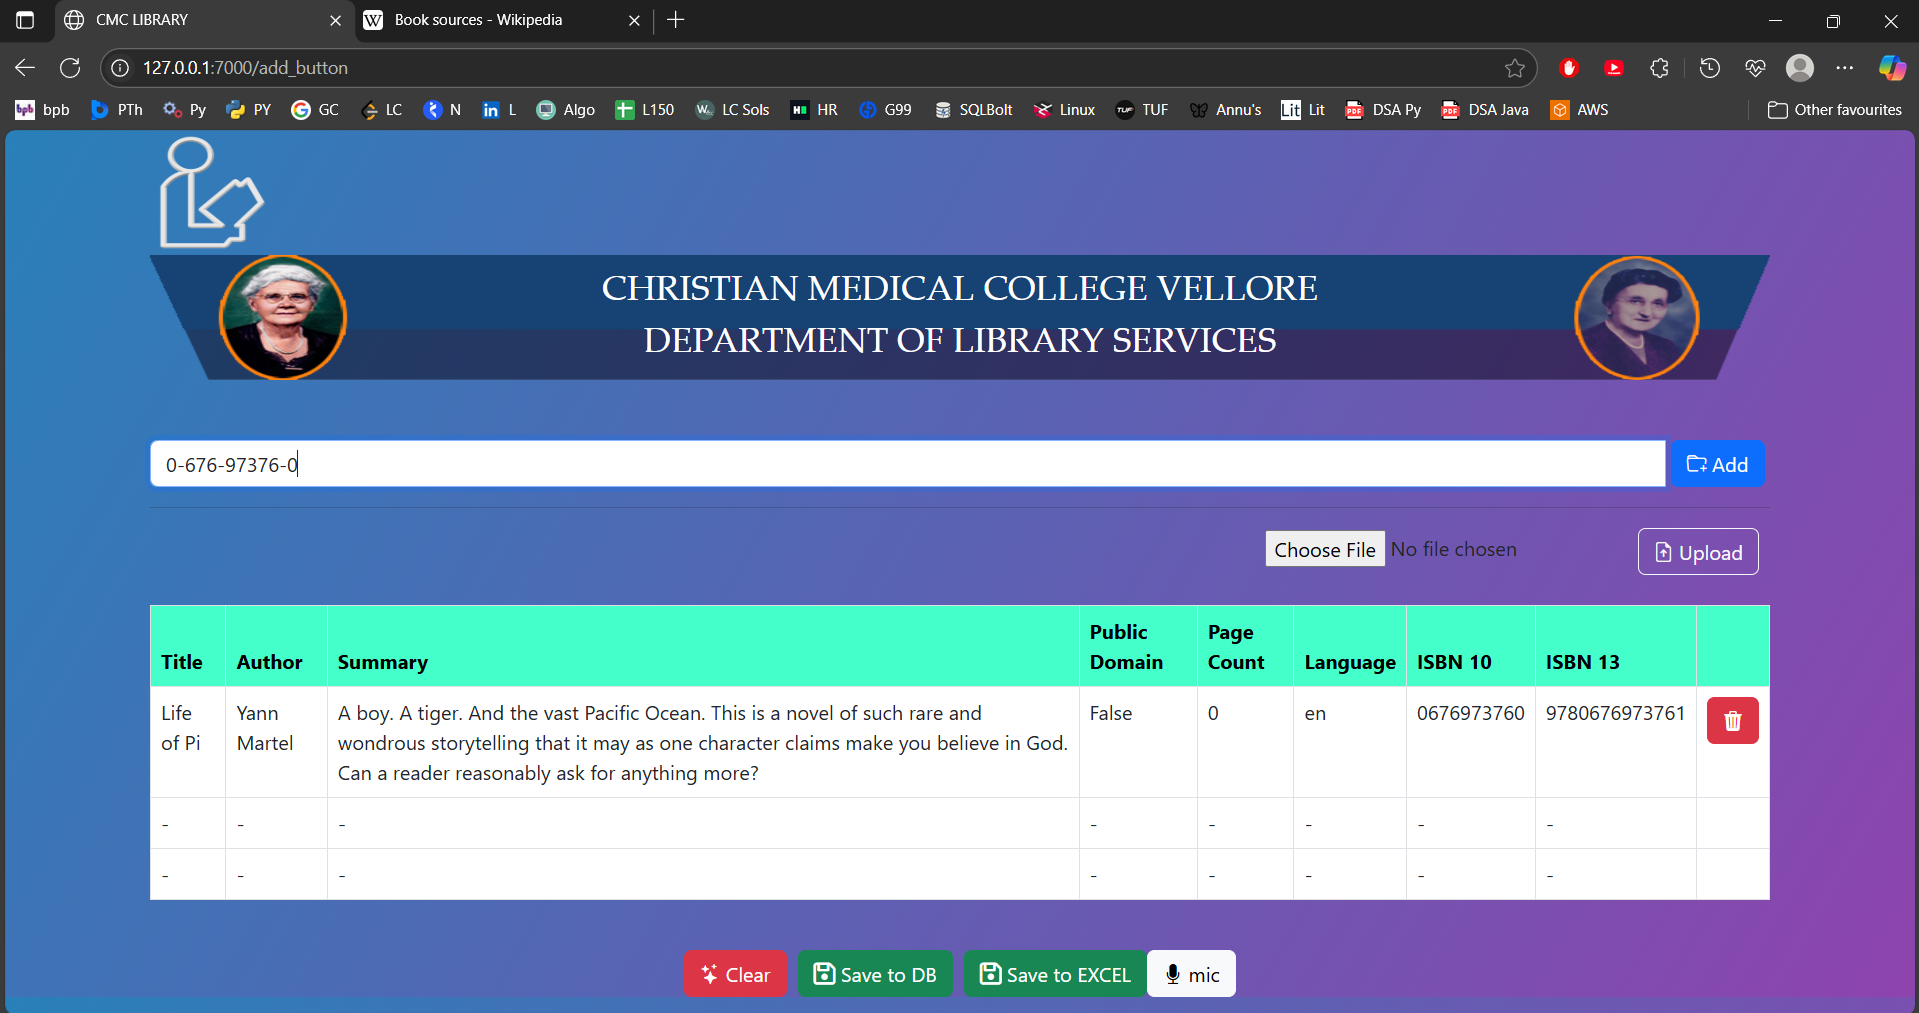 CMC LIBRARY
Book sources - Wikipedia
127.0.0.1:7000/add_button
bpb PTh Py PY GC LC N L Algo L150 LC Sols HR G99 SQLBolt Linux TUF Annu's Lit DSA Py DSA Java AWS Other favourites
CHRISTIAN MEDICAL COLLEGE VELLORE
DEPARTMENT OF LIBRARY SERVICES
0-676-97376-0
Add
Choose File No file chosen
Upload
Title Author Summary Public Domain Page Count Language ISBN 10 ISBN 13
Life of Pi
Yann Martel
A boy. A tiger. And the vast Pacific Ocean. This is a novel of such rare and
wondrous storytelling that it may as one character claims make you believe in God.
Can a reader reasonably ask for anything more?
False
0
en
0676973760
9780676973761
- - - - - - - -
- - - - - - - -
Clear
Save to DB
Save to EXCEL
mic